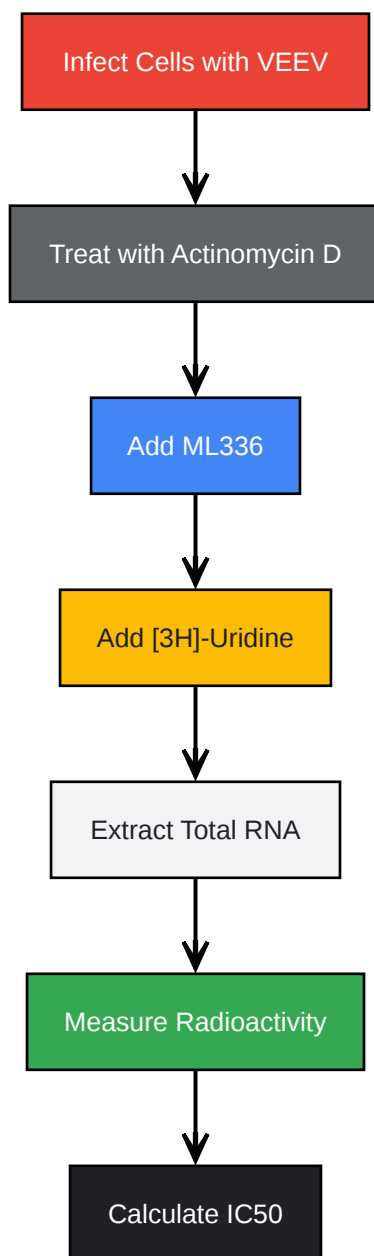 Infect Cells with VEEV
Treat with Actinomycin D
Add ML336
Add [3H]-Uridine
Extract Total RNA
Measure Radioactivity
Calculate IC50